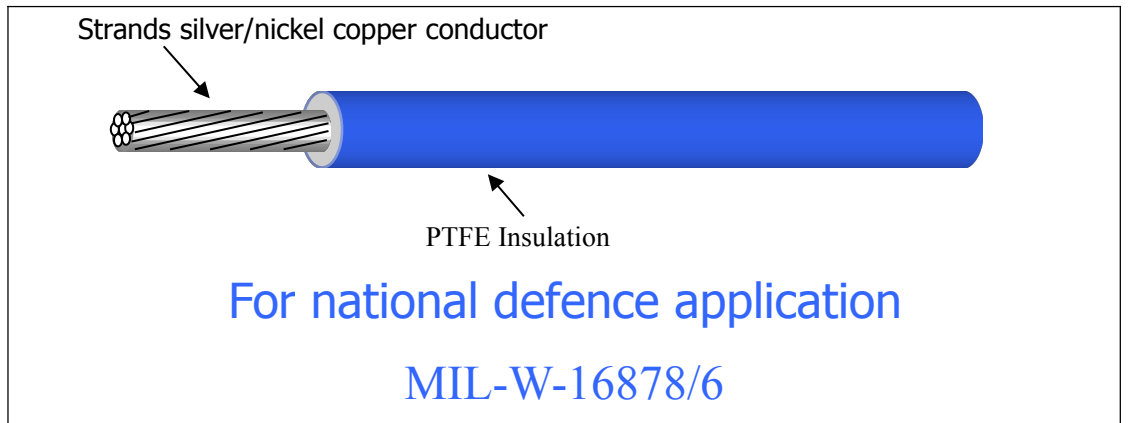 Strands silver/nickel copper conductor
PTFE Insulation
For national defence application
MIL-W-16878/6